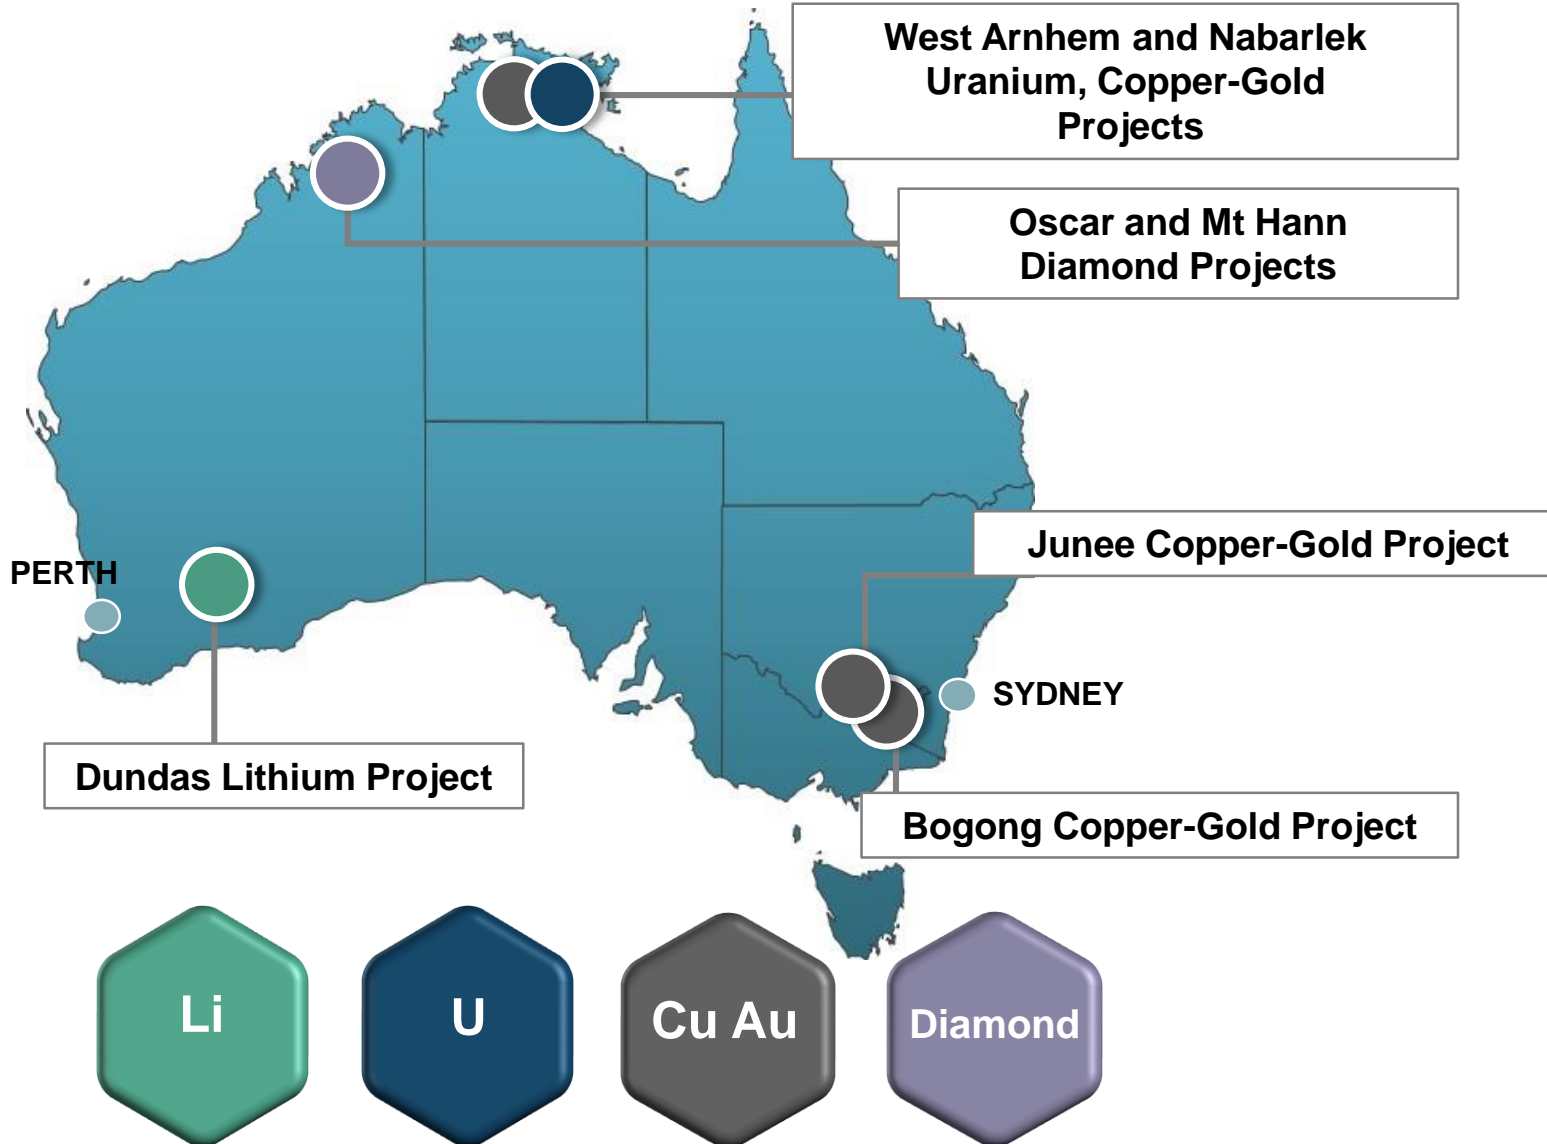 West Arnhem and Nabarlek
Uranium, Copper-Gold
Projects
Oscar and Mt Hann
Diamond Projects
Junee Copper-Gold Project
PERTH
SYDNEY
Dundas Lithium Project
Bogong Copper-Gold Project
Li
U
Cu Au
Diamond